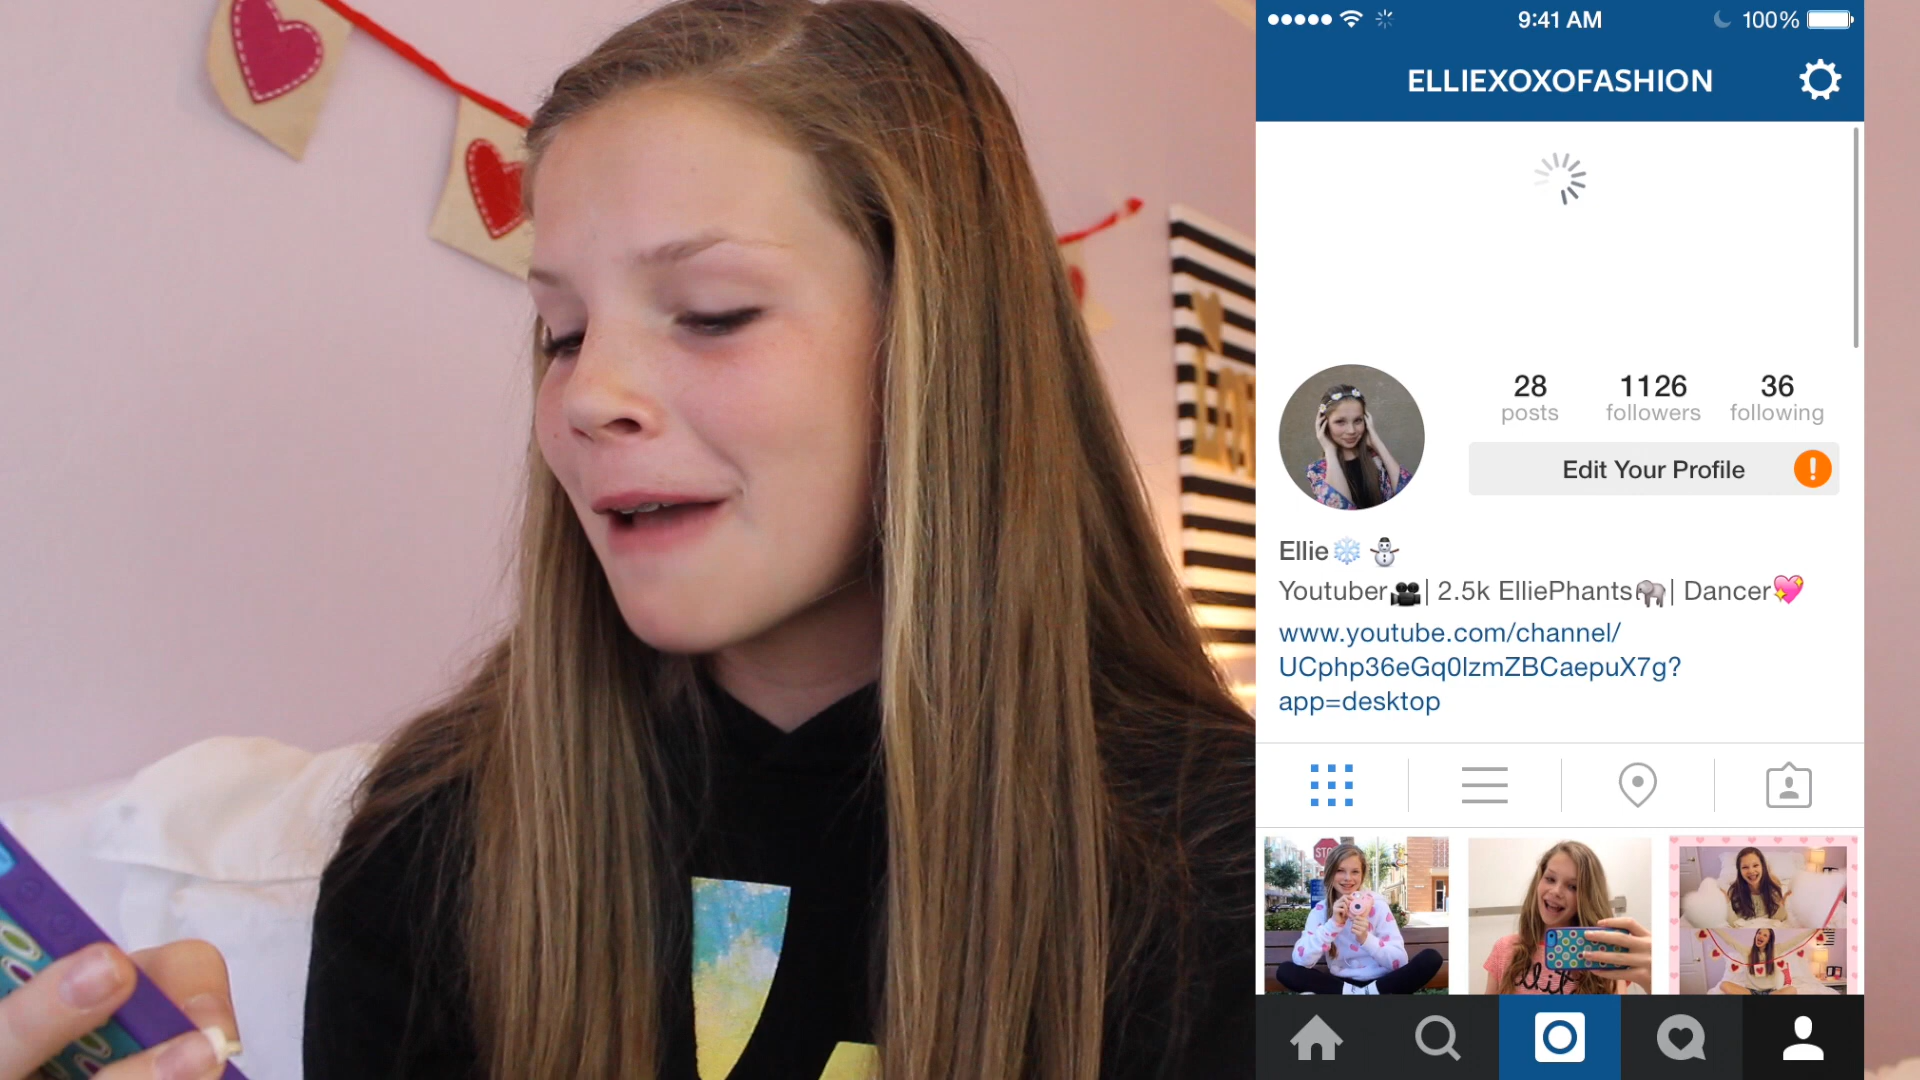 9:41 AM
100%
ELLIEXOXOFASHION
28
1126
36
posts
followers
following
Edit Your Profile
Ellie❄️⛄
Youtuber🎥| 2.5k ElliePhants🐘| Dancer💖
www.youtube.com/channel/
UCphp36eGq0lzmZBCaepuX7g?
app=desktop